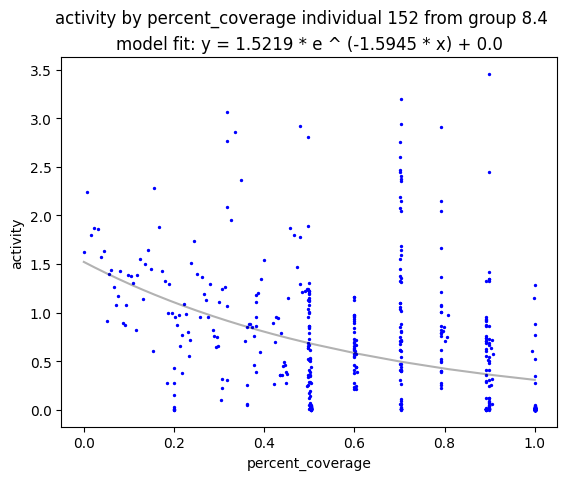 activity by percent_coverage individual 152 from group 8.4
model fit: y = 1.5219 * e ^ (-1.5945 * x) + 0.0
3.5
3.0
2.5
2.0
1.5
1.0
0.5
0.0
activity
0.0 0.2 0.4 0.6 0.8 1.0
percent_coverage